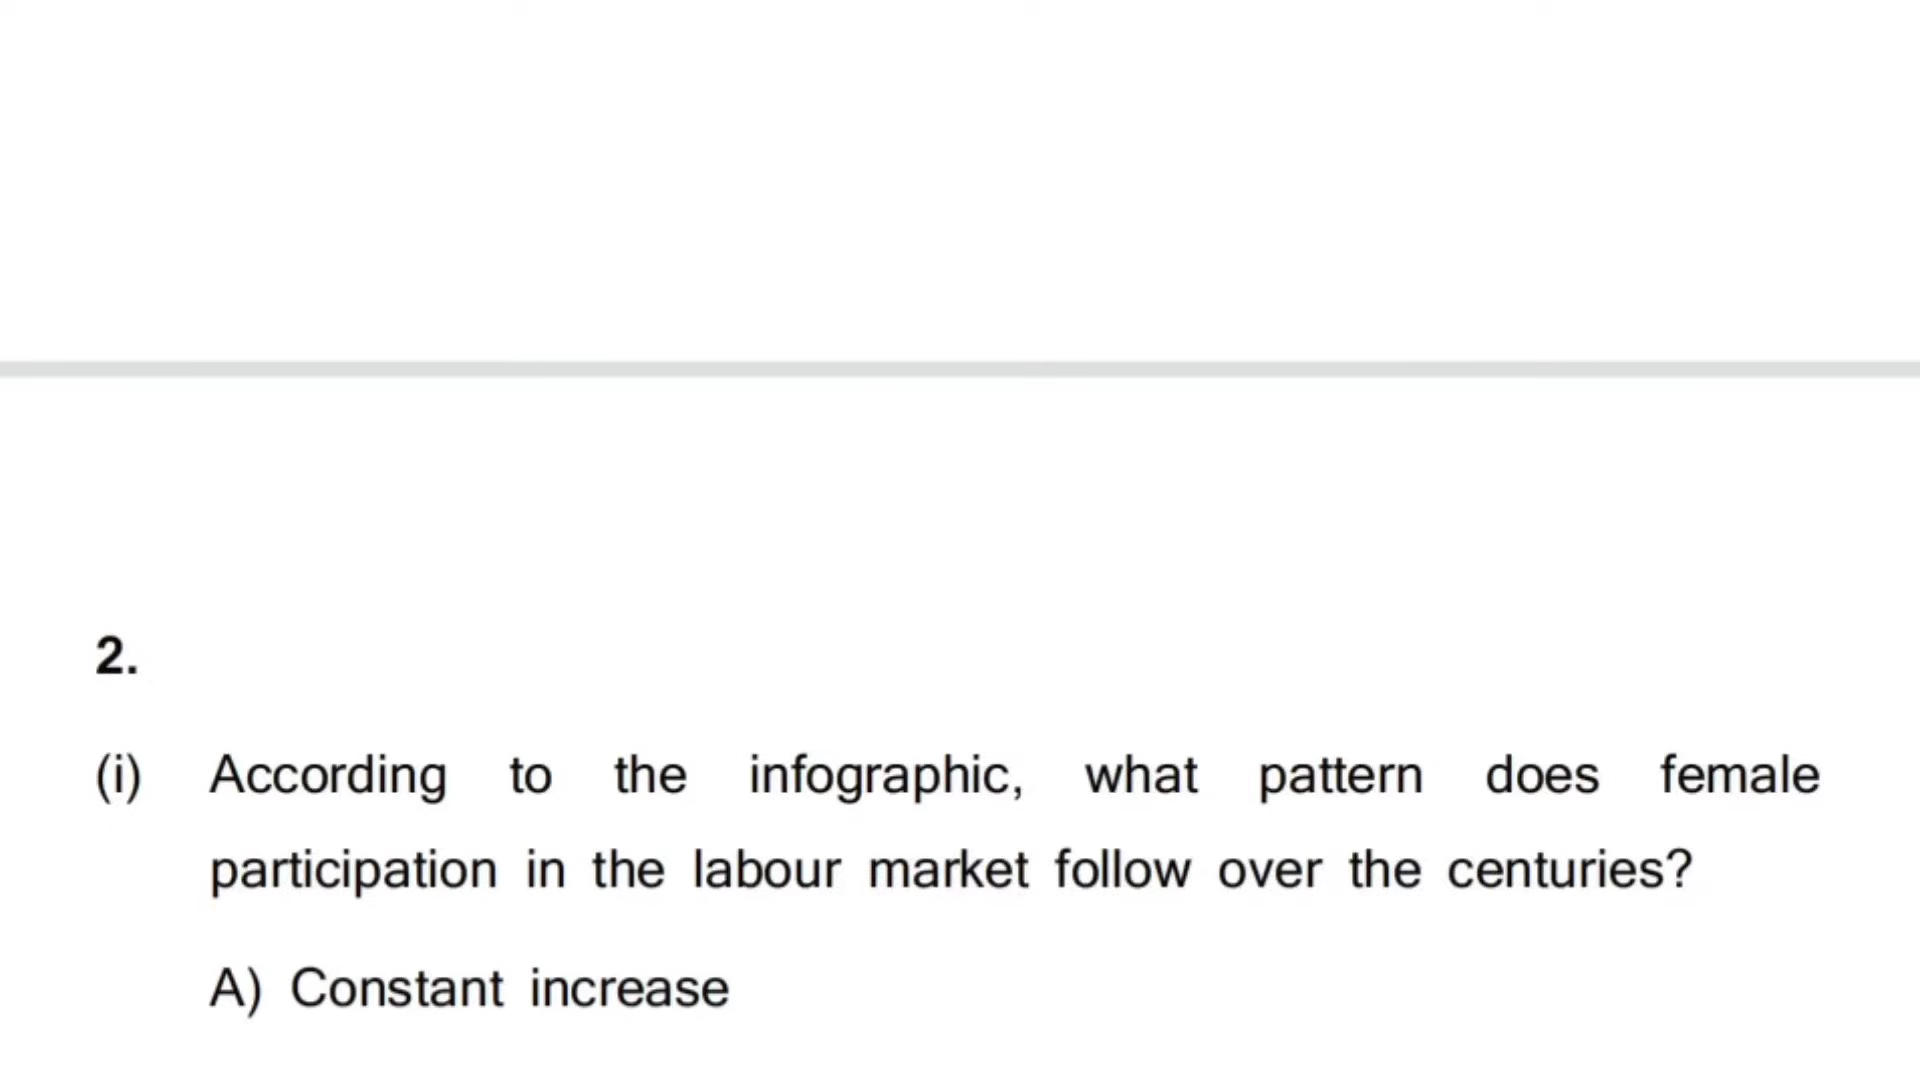 2.
(i) According to the infographic, what pattern does female
participation in the labour market follow over the centuries?
A) Constant increase